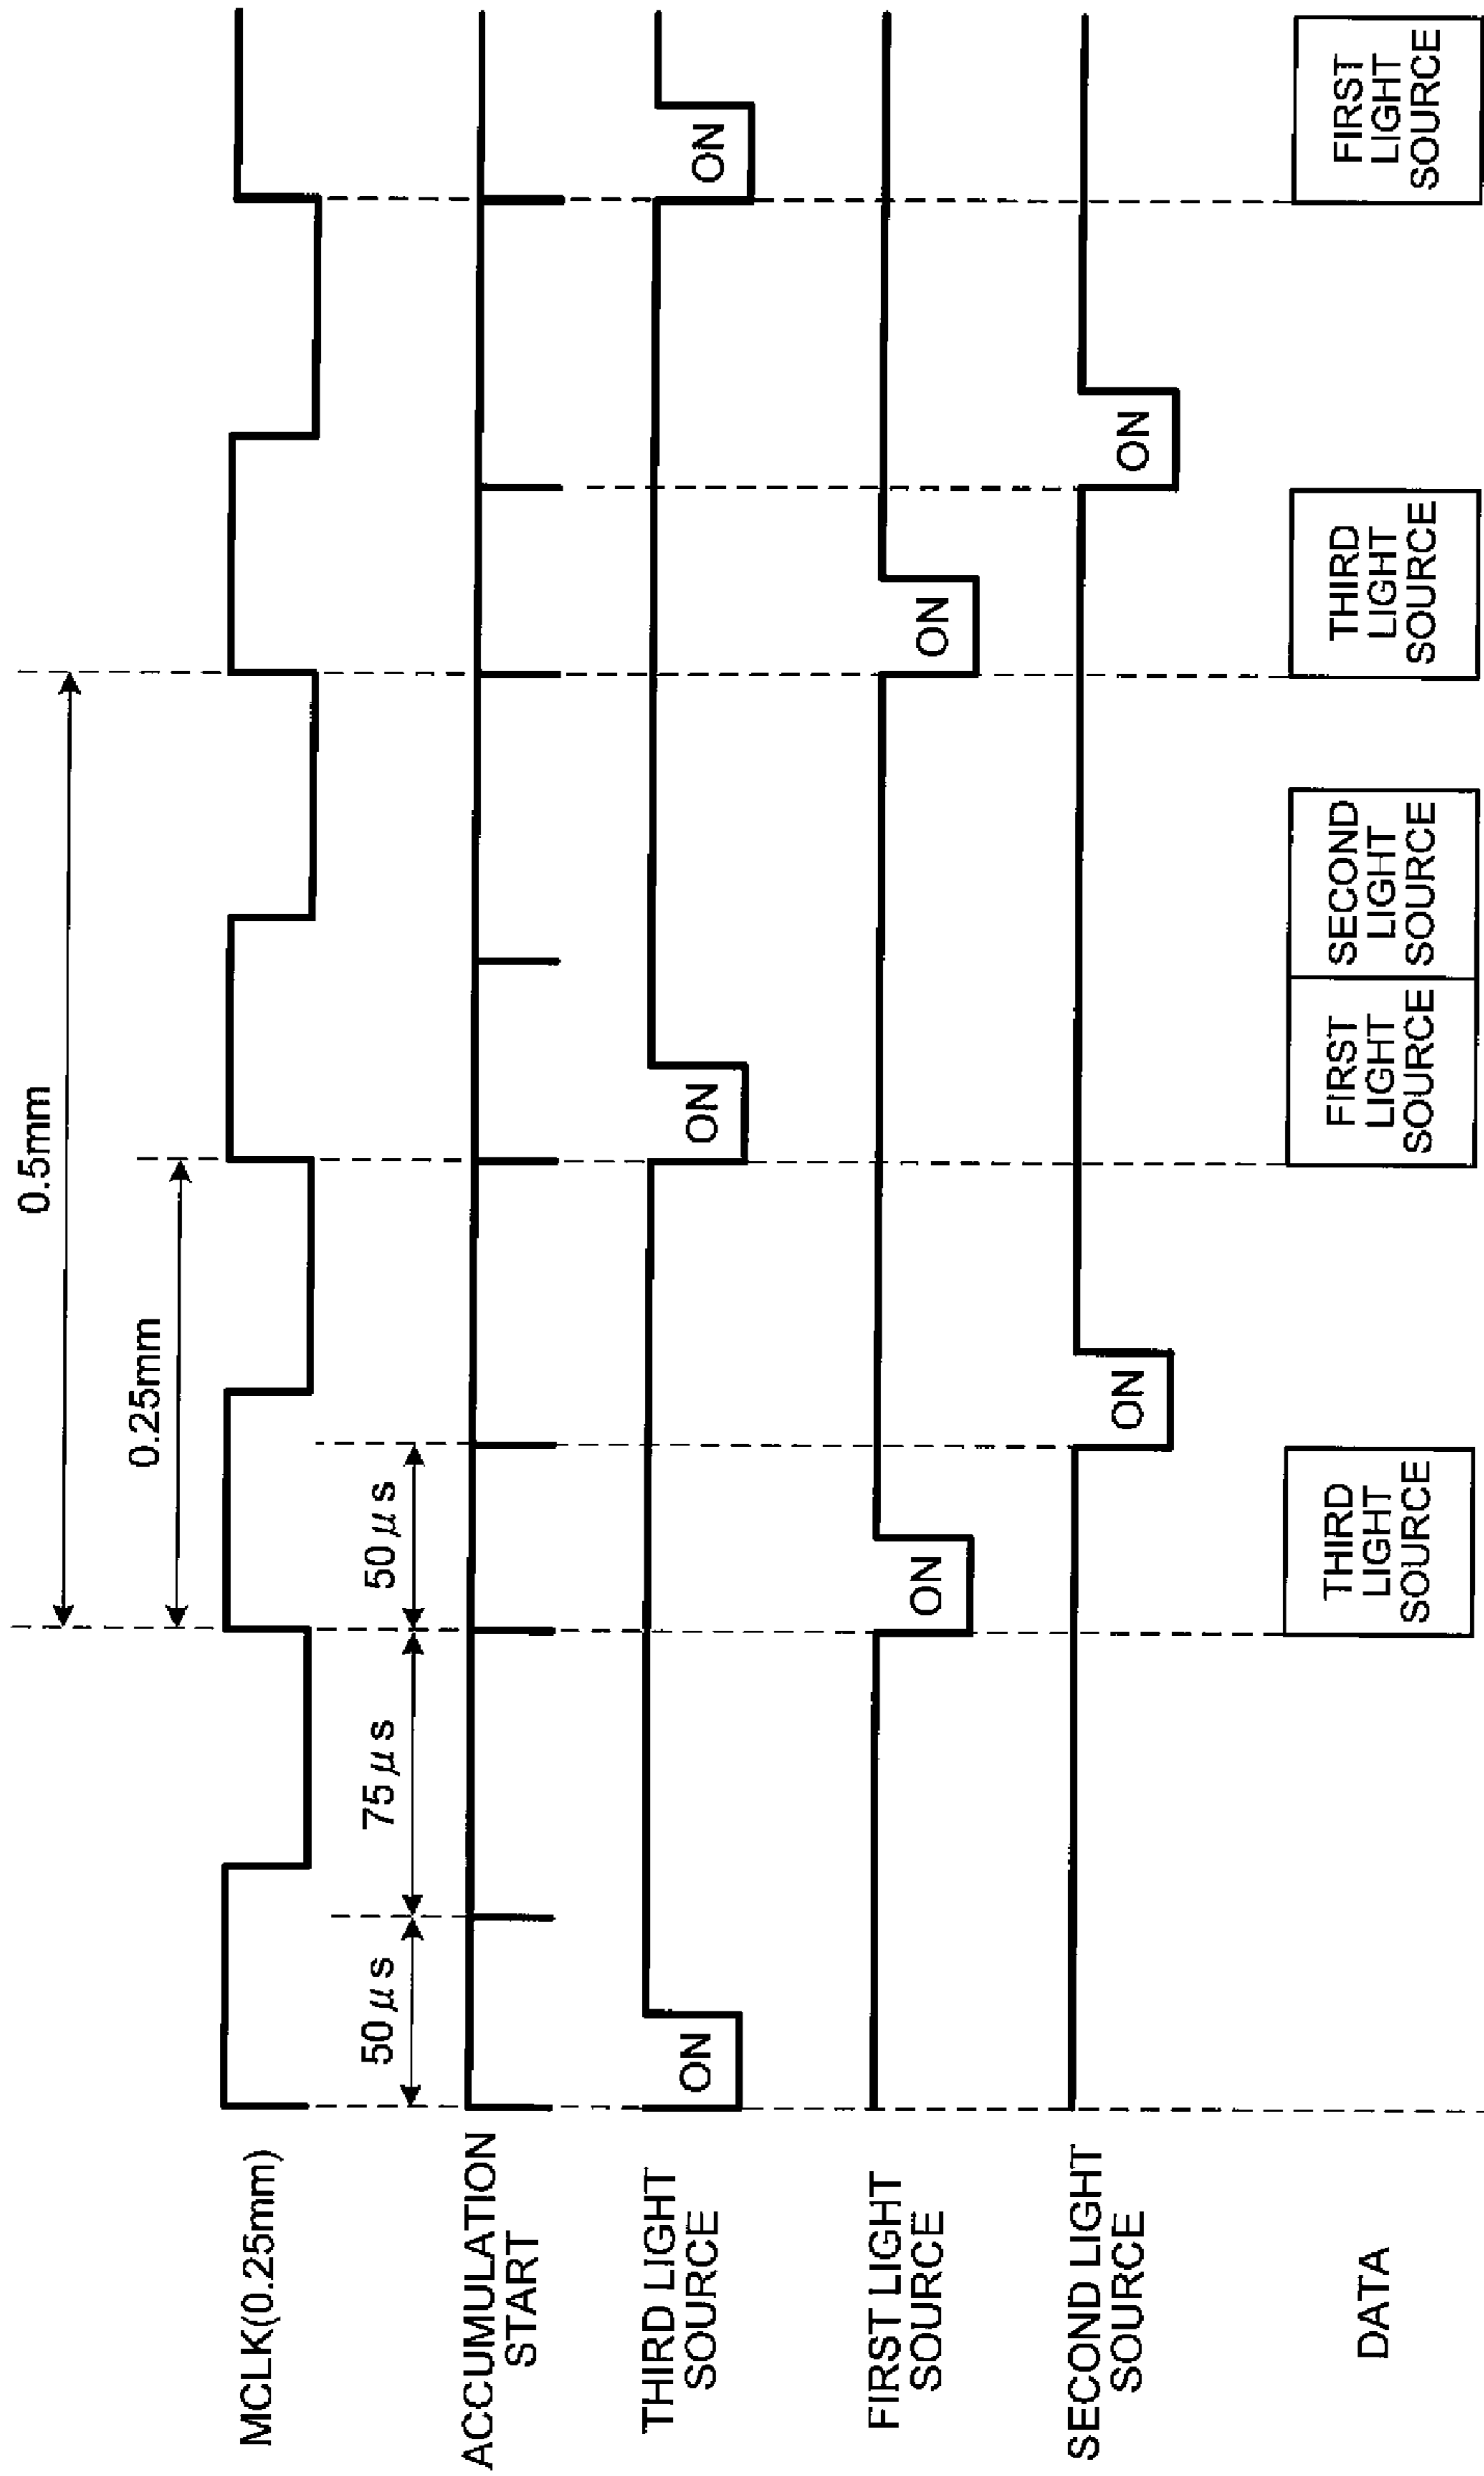 0.5mm
0.25mm
MCLK(0.25mm)
50μs
75μs
50μs
ACCUMULATION
START
THIRD LIGHT
SOURCE
ON
ON
ON
FIRST LIGHT
SOURCE
ON
ON
SECOND LIGHT
SOURCE
ON
ON
DATA
THIRD
LIGHT
SOURCE
FIRST
LIGHT
SOURCE
SECOND
LIGHT
SOURCE
THIRD
LIGHT
SOURCE
FIRST
LIGHT
SOURCE